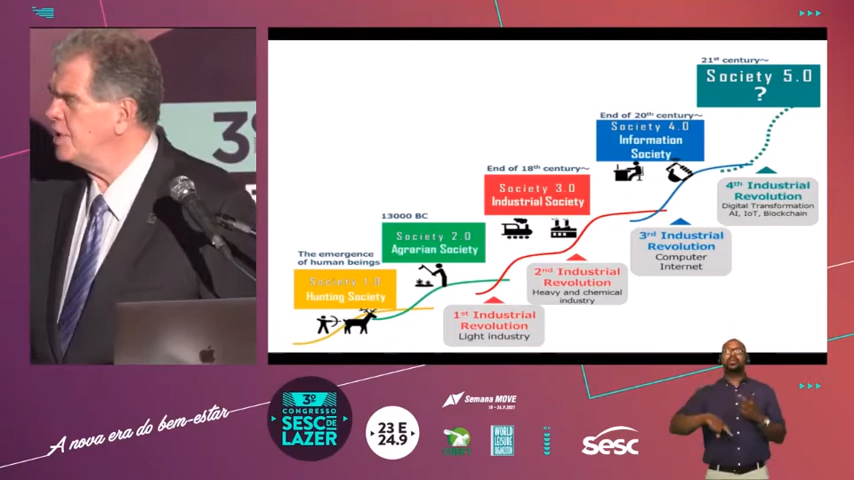 3º
21st century~
Society 5.0
?
End of 20th century~
Society 4.0
Information
Society
End of 18th century~
Society 3.0
Industrial Society
13000 BC
Society 2.0
Agrarian Society
The emergence
of human beings
Society 1.0
Hunting Society
4th Industrial
Revolution
Digital Transformation
AI, IoT, Blockchain
3rd Industrial
Revolution
Computer
Internet
2nd Industrial
Revolution
Heavy and chemical
industry
1st Industrial
Revolution
Light industry
A nova era do bem-estar
3º
CONGRESSO
SESC DE
LAZER
23 E
24.9
Semana MOVE
WORLD
LEISURE
ORGANIZATION
Sesc